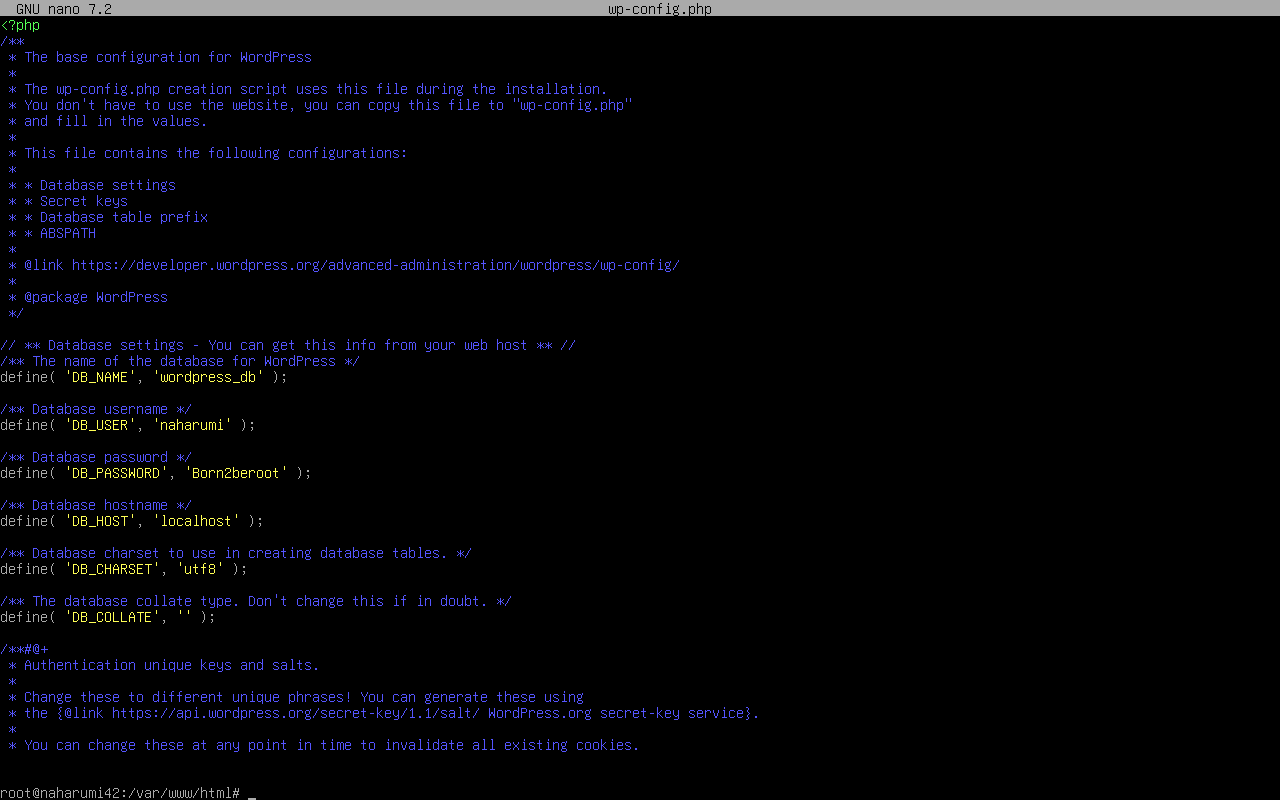 GNU nano 7.2 wp-config.php
<?php
/**
 * The base configuration for WordPress
 *
 * The wp-config.php creation script uses this file during the installation.
 * You don't have to use the website, you can copy this file to "wp-config.php"
 * and fill in the values.
 *
 * This file contains the following configurations:
 *
 * * Database settings
 * * Secret keys
 * * Database table prefix
 * * ABSPATH
 *
 * @link https://developer.wordpress.org/advanced-administration/wordpress/wp-config/
 *
 * @package WordPress
 */

// ** Database settings - You can get this info from your web host ** //
/** The name of the database for WordPress */
define( 'DB_NAME', 'wordpress_db' );

/** Database username */
define( 'DB_USER', 'naharumi' );

/** Database password */
define( 'DB_PASSWORD', 'Born2beroot' );

/** Database hostname */
define( 'DB_HOST', 'localhost' );

/** Database charset to use in creating database tables. */
define( 'DB_CHARSET', 'utf8' );

/** The database collate type. Don't change this if in doubt. */
define( 'DB_COLLATE', '' );

/**#@+
 * Authentication unique keys and salts.
 *
 * Change these to different unique phrases! You can generate these using
 * the {@link https://api.wordpress.org/secret-key/1.1/salt/ WordPress.org secret-key service}.
 *
 * You can change these at any point in time to invalidate all existing cookies.

root@naharumi42:/var/www/html# _